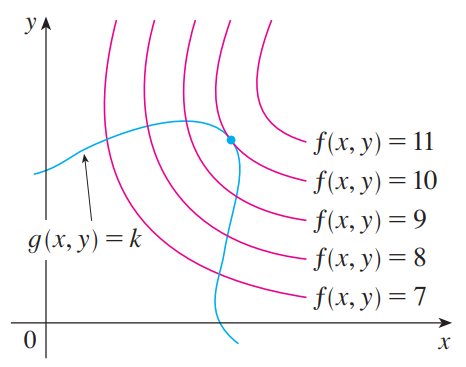 y
f(x, y) = 11
f(x, y) = 10
f(x, y) = 9
g(x, y) = k
f(x, y) = 8
f(x, y) = 7
0
x